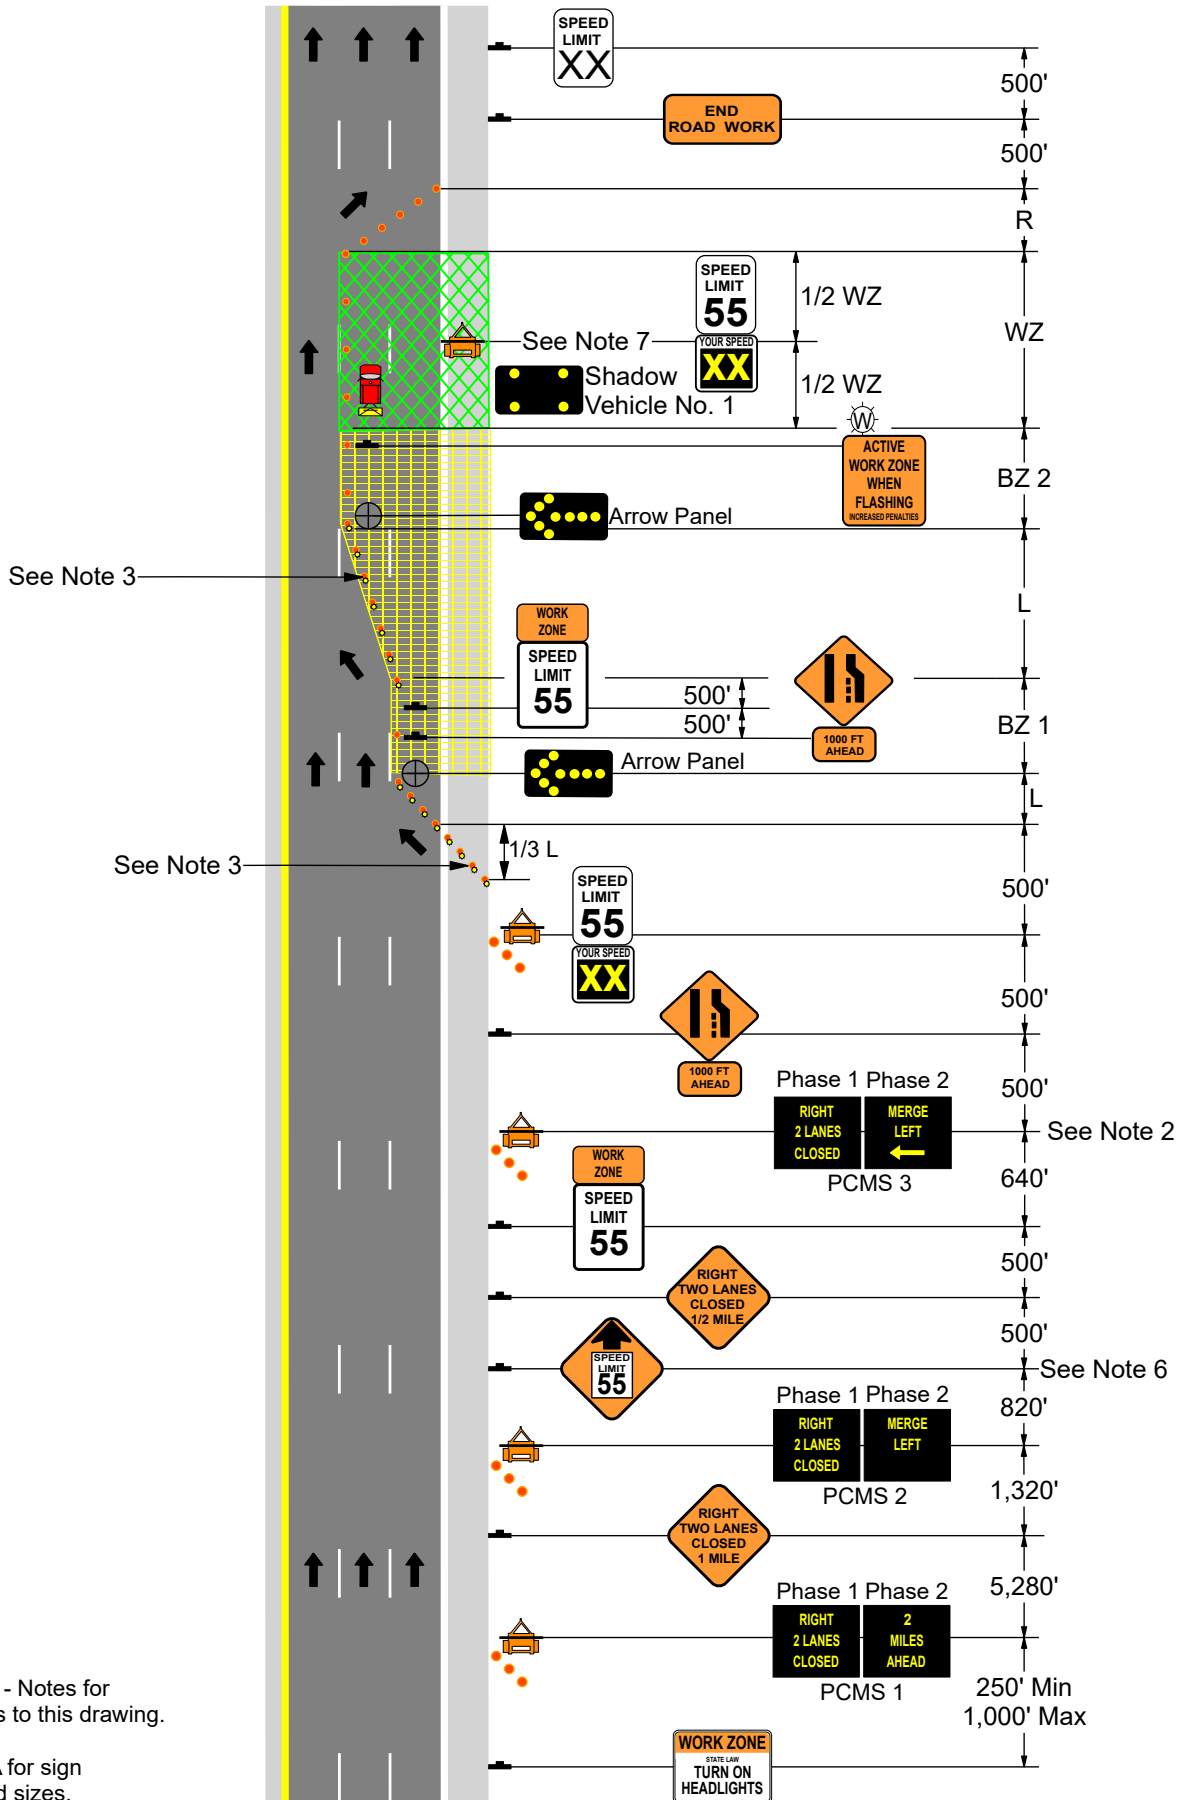 SPEED
LIMIT
XX
500'
END
ROAD WORK
500'
R
SPEED
LIMIT
55
1/2 WZ
WZ
See Note 7
YOUR SPEED
XX
Shadow
Vehicle No. 1
1/2 WZ
W
ACTIVE
WORK ZONE
WHEN
FLASHING
INCREASED PENALTIES
BZ 2
Arrow Panel
See Note 3
L
WORK
ZONE
SPEED
LIMIT
55
500'
500'
1000 FT
AHEAD
BZ 1
Arrow Panel
L
1/3 L
See Note 3
SPEED
LIMIT
55
YOUR SPEED
XX
500'
500'
1000 FT
AHEAD
500'
Phase 1 Phase 2
RIGHT
2 LANES
CLOSED
MERGE
LEFT
See Note 2
PCMS 3
640'
WORK
ZONE
SPEED
LIMIT
55
500'
RIGHT
TWO LANES
CLOSED
1/2 MILE
500'
SPEED
LIMIT
55
See Note 6
820'
Phase 1 Phase 2
RIGHT
2 LANES
CLOSED
MERGE
LEFT
PCMS 2
1,320'
RIGHT
TWO LANES
CLOSED
1 MILE
5,280'
Phase 1 Phase 2
RIGHT
2 LANES
CLOSED
2
MILES
AHEAD
PCMS 1
250' Min
1,000' Max
- Notes for
s to this drawing.
WORK ZONE
STATE LAW
TURN ON
HEADLIGHTS
for sign
d sizes.